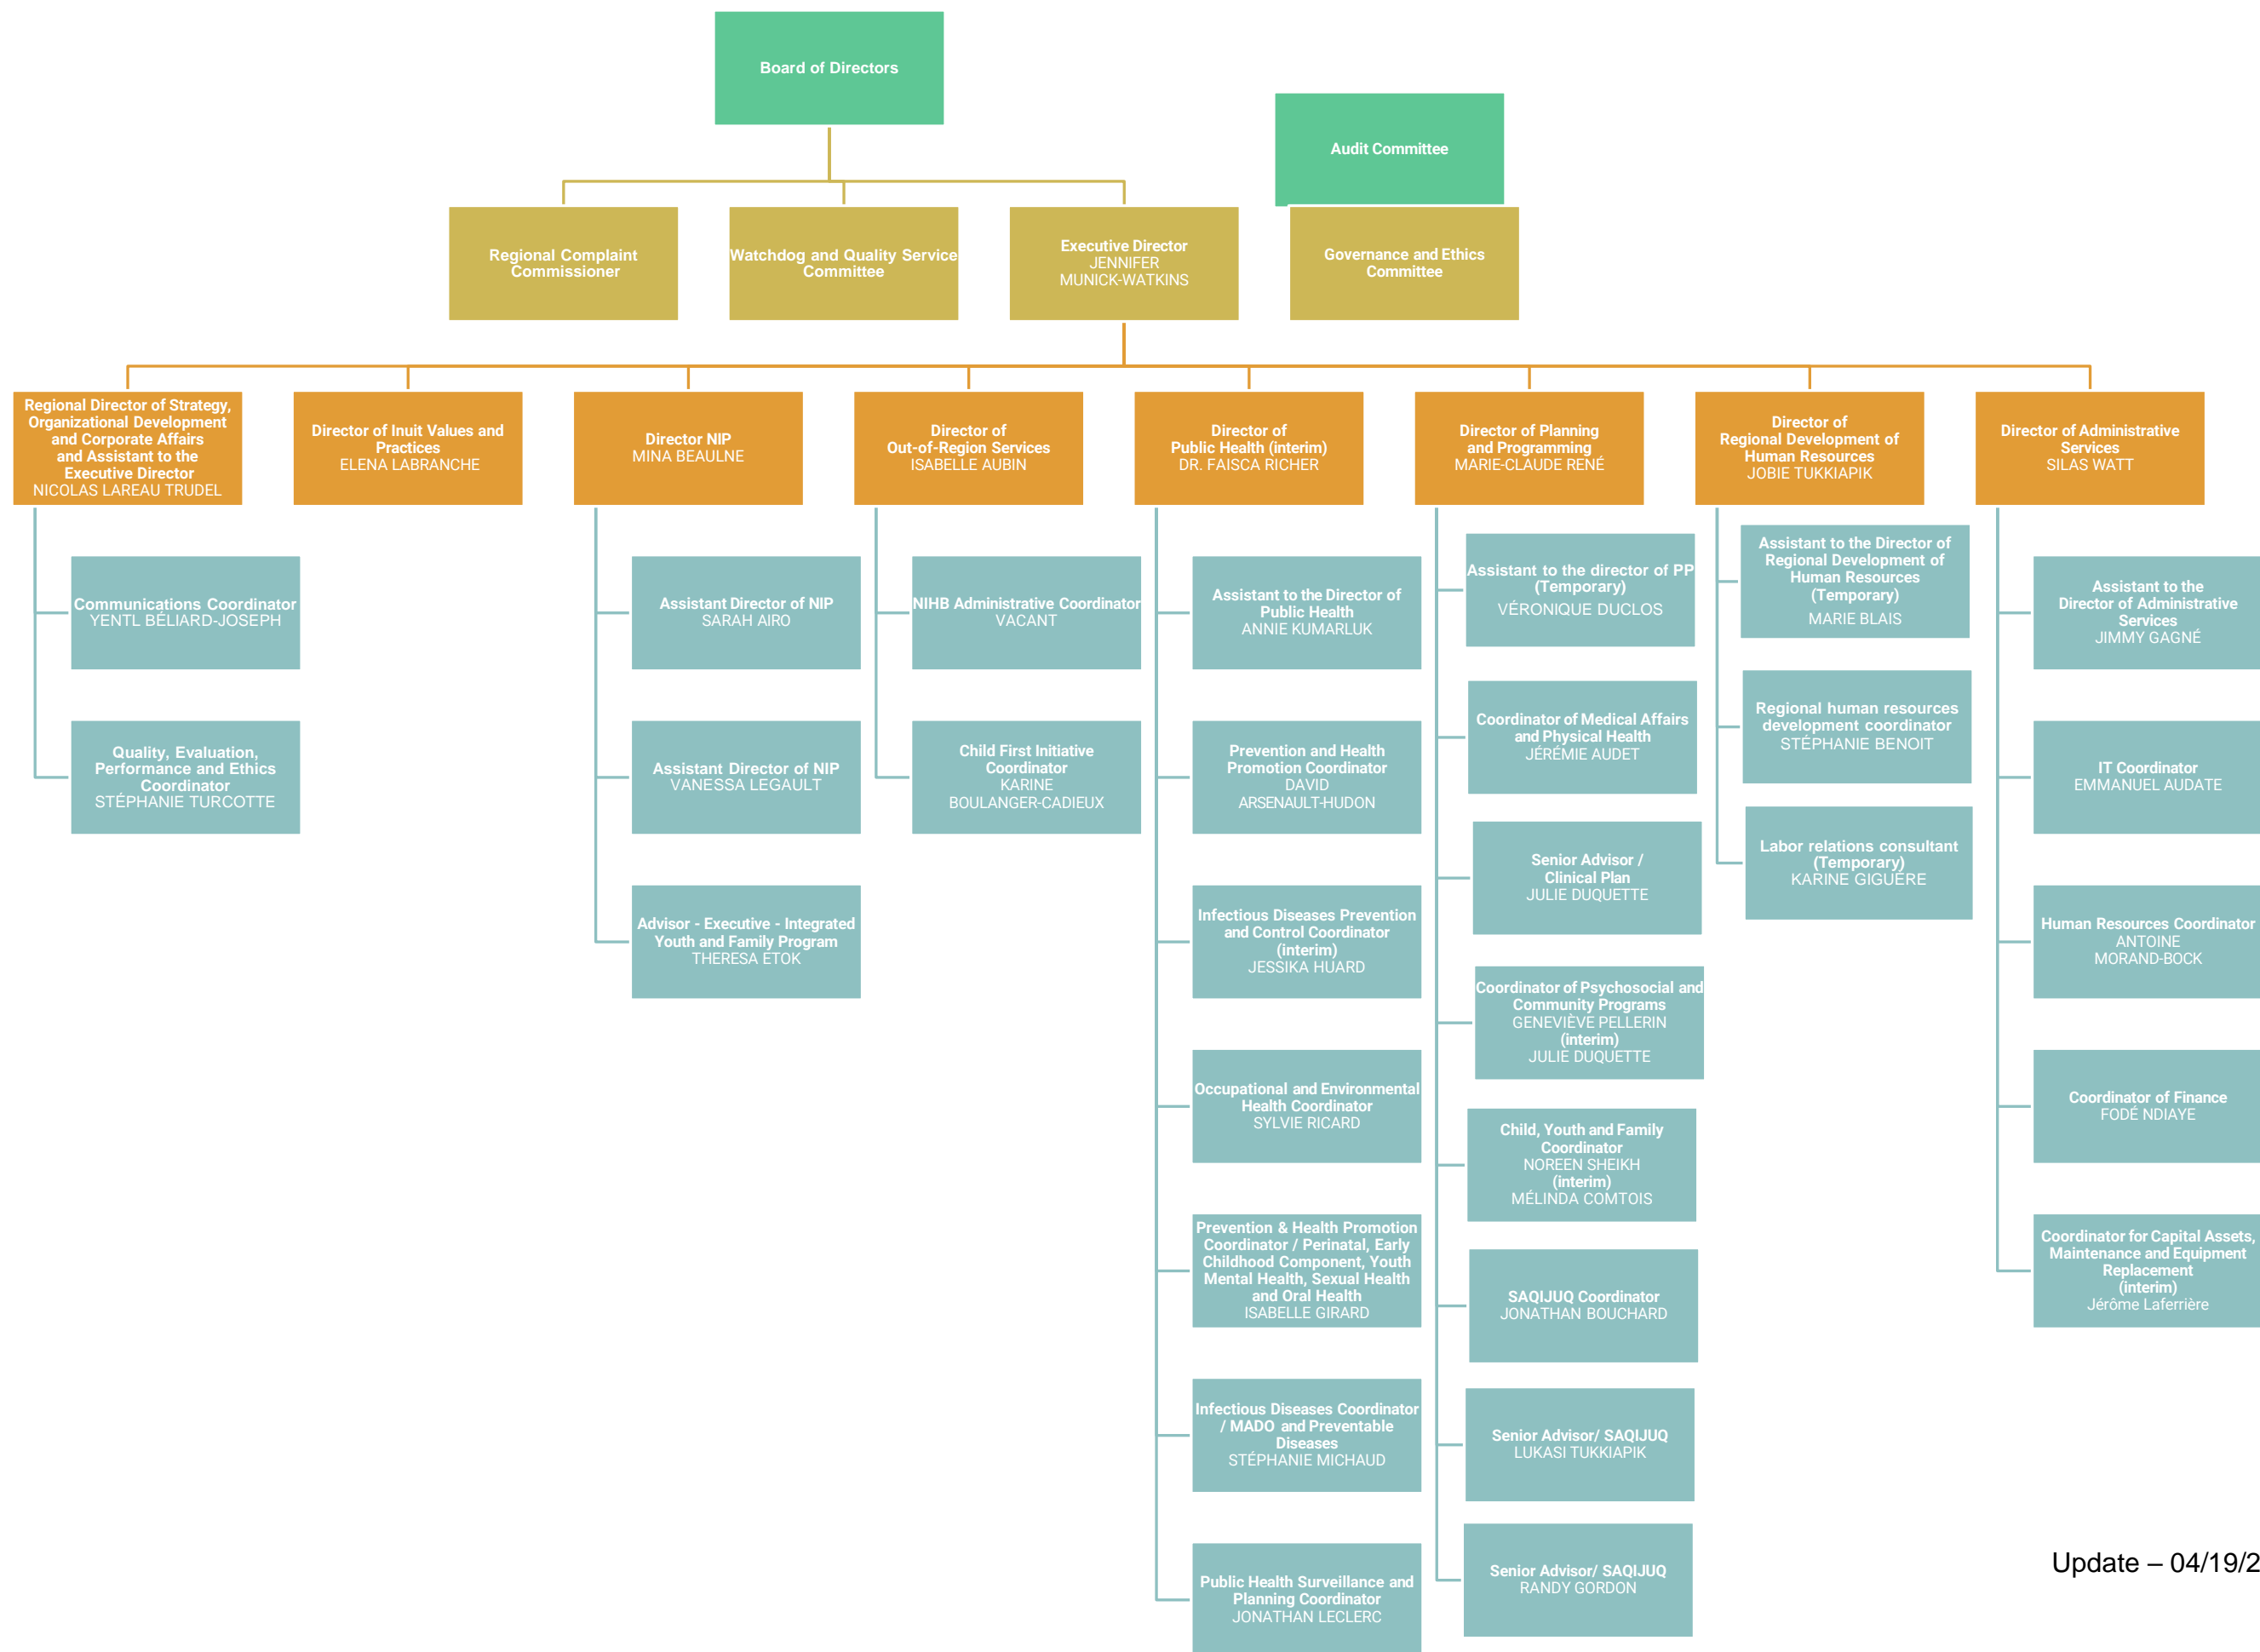 Board of Directors
Audit Committee
Regional Complaint
Commissioner
Watchdog and Quality Service
Committee
Executive Director
JENNIFER
MUNICK-WATKINS
Governance and Ethics
Committee
Regional Director of Strategy,
Organizational Development
and Corporate Affairs
and Assistant to the
Executive Director
NICOLAS LAREAU TRUDEL
Director of Inuit Values and
Practices
ELENA LABRANCHE
Director NIP
MINA BEAULNE
Director of
Out-of-Region Services
ISABELLE AUBIN
Director of
Public Health (interim)
DR. FAISCA RICHER
Director of Planning
and Programming
MARIE-CLAUDE RENÉ
Director of
Regional Development of
Human Resources
JOBIE TUKKIAPIK
Director of Administrative
Services
SILAS WATT
Communications Coordinator
YENTL BÉLIARD-JOSEPH
Quality, Evaluation,
Performance and Ethics
Coordinator
STÉPHANIE TURCOTTE
Assistant Director of NIP
SARAH AIRO
Assistant Director of NIP
VANESSA LEGAULT
Advisor - Executive - Integrated
Youth and Family Program
THERESA ETOK
NIHB Administrative Coordinator
VACANT
Child First Initiative
Coordinator
KARINE
BOULANGER-CADIEUX
Assistant to the Director of
Public Health
ANNIE KUMARLUK
Prevention and Health
Promotion Coordinator
DAVID
ARSENAULT-HUDON
Infectious Diseases Prevention
and Control Coordinator
(interim)
JESSIKA HUARD
Occupational and Environmental
Health Coordinator
SYLVIE RICARD
Prevention & Health Promotion
Coordinator / Perinatal, Early
Childhood Component, Youth
Mental Health, Sexual Health
and Oral Health
ISABELLE GIRARD
Infectious Diseases Coordinator
/ MADO and Preventable
Diseases
STÉPHANIE MICHAUD
Public Health Surveillance and
Planning Coordinator
JONATHAN LECLERC
Assistant to the director of PP
(Temporary)
VÉRONIQUE DUCLOS
Coordinator of Medical Affairs
and Physical Health
JÉRÉMIE AUDET
Senior Advisor /
Clinical Plan
JULIE DUQUETTE
Coordinator of Psychosocial and
Community Programs
GENEVIÈVE PELLERIN
(interim)
JULIE DUQUETTE
Child, Youth and Family
Coordinator
NOREEN SHEIKH
(interim)
MÉLINDA COMTOIS
SAQIJUQ Coordinator
JONATHAN BOUCHARD
Senior Advisor/ SAQIJUQ
LUKASI TUKKIAPIK
Senior Advisor/ SAQIJUQ
RANDY GORDON
Assistant to the Director of
Regional Development of
Human Resources
(Temporary)
MARIE BLAIS
Regional human resources
development coordinator
STÉPHANIE BENOIT
Labor relations consultant
(Temporary)
KARINE GIGUÈRE
Assistant to the
Director of Administrative
Services
JIMMY GAGNÉ
IT Coordinator
EMMANUEL AUDATE
Human Resources Coordinator
ANTOINE
MORAND-BOCK
Coordinator of Finance
FODÉ NDIAYE
Coordinator for Capital Assets,
Maintenance and Equipment
Replacement
(interim)
Jérôme Laferrière
Update – 04/19/2